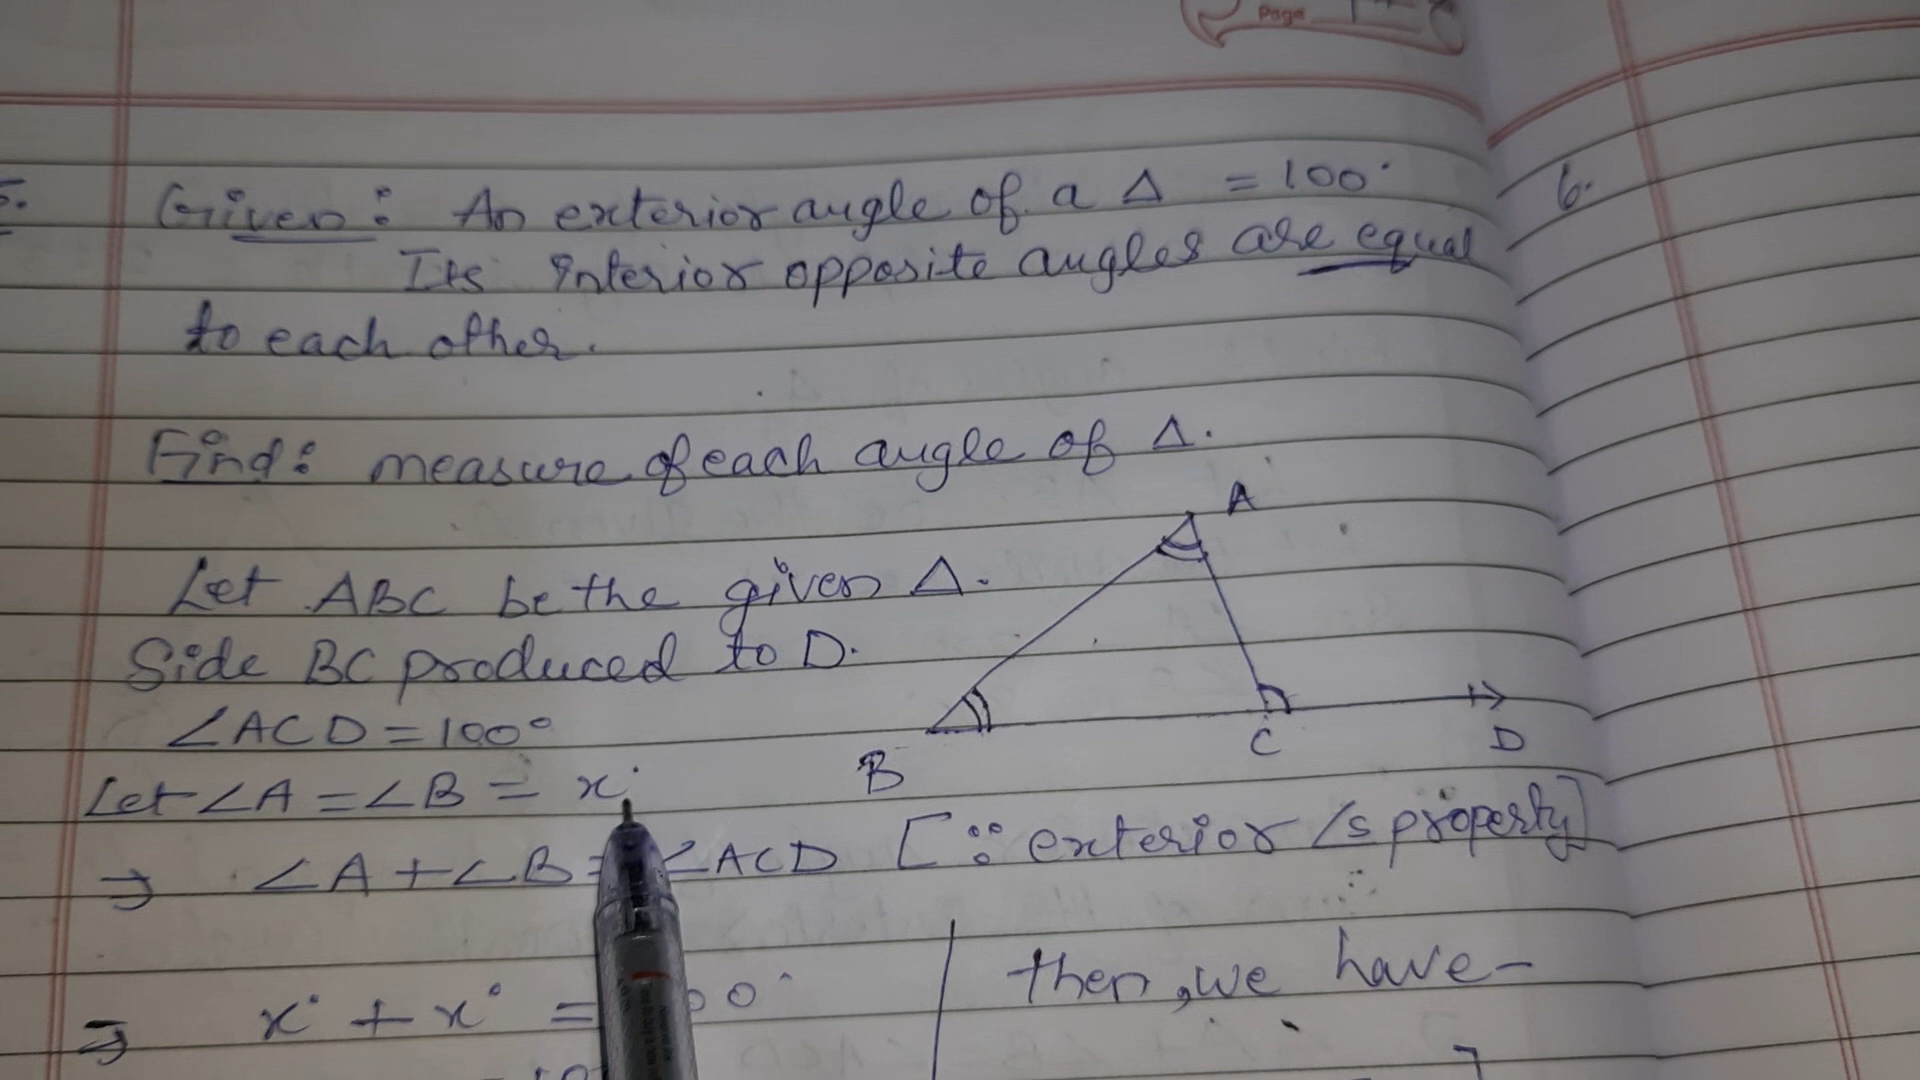 Page
5. Given: An exterior angle of a Δ = 100°
Its interior opposite angles are equal
to each other.
Find: measure of each angle of Δ.
Let ABC be the given Δ.
Side BC produced to D.
∠ACD = 100°
Let ∠A = ∠B = x°
⇒ ∠A + ∠B = ∠ACD [∵ exterior ∠s property]
⇒ x° + x° =
A
B
C
D
then, we have-
6.